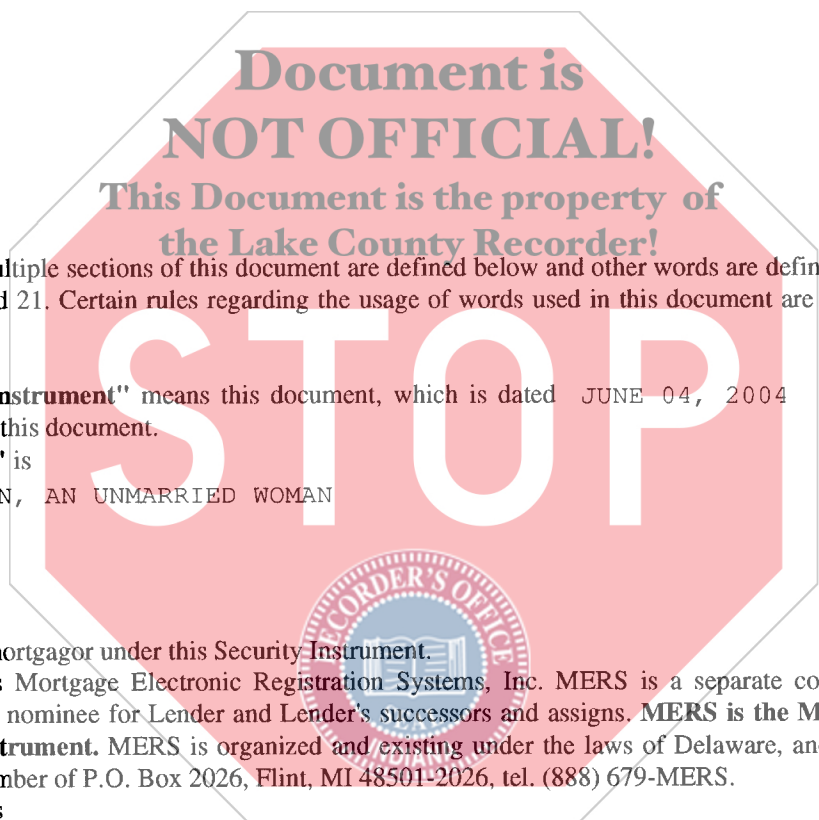 Document is
NOT OFFICIAL!
This Document is the property of
the Lake County Recorder!
ultiple sections of this document are defined below and other words are defin
d 21. Certain rules regarding the usage of words used in this document are
STOP
nstrument" means this document, which is dated JUNE 04, 2004
this document.
" is
N, AN UNMARRIED WOMAN
RECORDER'S OFFICE
ortgagor under this Security Instrument.
s Mortgage Electronic Registration Systems, Inc. MERS is a separate co
nominee for Lender and Lender's successors and assigns. MERS is the M
trument. MERS is organized and existing under the laws of Delaware, an
mber of P.O. Box 2026, Flint, MI 48501-2026, tel. (888) 679-MERS.
s